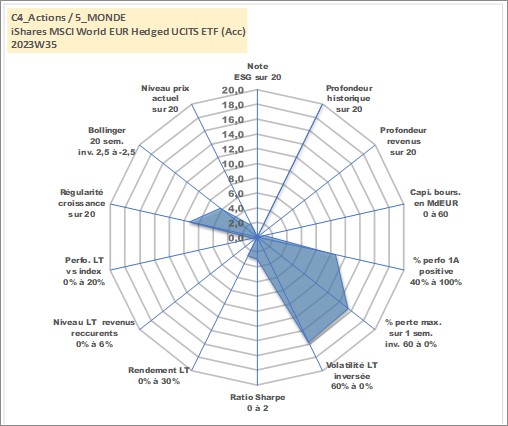 C4_Actions / 5_MONDE
iShares MSCI World EUR Hedged UCITS ETF (Acc)
2023W35
Note
ESG sur 20
Profondeur
historique
sur 20
Profondeur
revenus
sur 20
Capi. bours.
en MdEUR
0 à 60
% perfo 1A
positive
40% à 100%
% perte max.
sur 1 sem.
inv. 60 à 0%
Volatilité LT
inversée
60% à 0%
Ratio Sharpe
0 à 2
Rendement LT
0% à 30%
Niveau LT revenus
reccurents
0% à 6%
Perfo. LT
vs index
0% à 20%
Régularité
croissance
sur 20
Bollinger
20 sem.
inv. 2,5 à -2,5
Niveau prix
actuel
sur 20
20,0
18,0
16,0
14,0
12,0
10,0
8,0
6,0
4,0
2,0
0,0